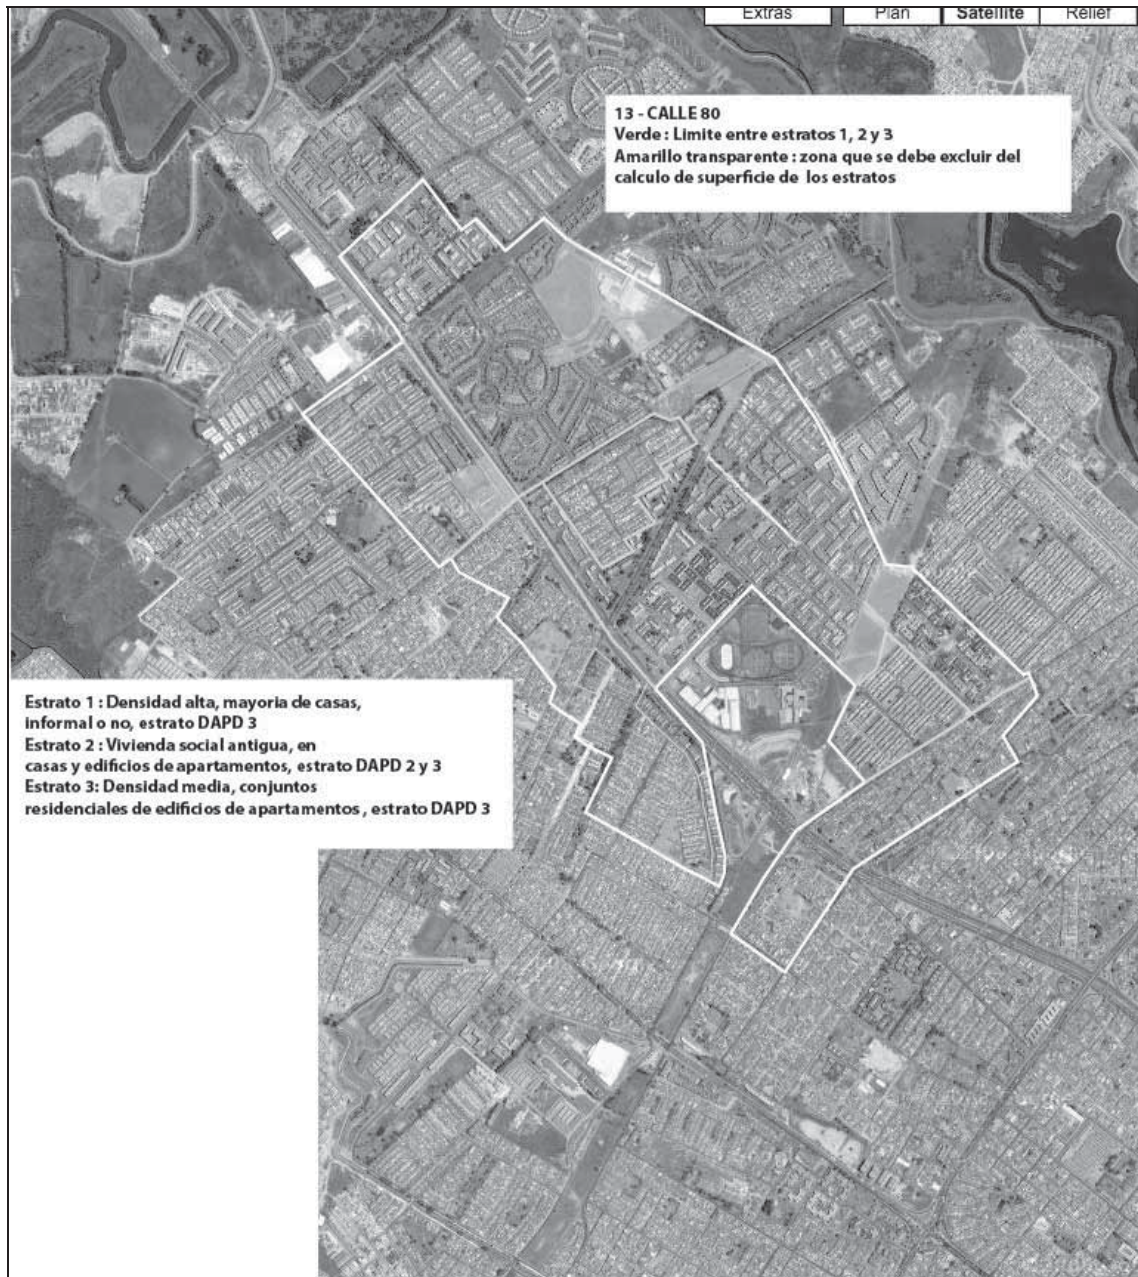 Extras Plan Satellite Relief
13 - CALLE 80
Verde : Limite entre estratos 1, 2 y 3
Amarillo transparente : zona que se debe excluir del
calculo de superficie de los estratos
Estrato 1 : Densidad alta, mayoria de casas,
informal o no, estrato DAPD 3
Estrato 2 : Vivienda social antigua, en
casas y edificios de apartamentos, estrato DAPD 2 y 3
Estrato 3: Densidad media, conjuntos
residenciales de edificios de apartamentos , estrato DAPD 3